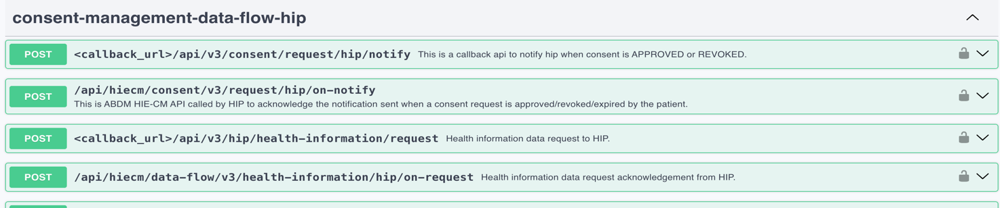 consent-management-data-flow-hip
POST <callback_url>/api/v3/consent/request/hip/notify This is a callback api to notify hip when consent is APPROVED or REVOKED.
POST /api/hiecm/consent/v3/request/hip/on-notify
This is ABDM HIE-CM API called by HIP to acknowledge the notification sent when a consent request is approved/revoked/expired by the patient.
POST <callback_url>/api/v3/hip/health-information/request Health information data request to HIP.
POST /api/hiecm/data-flow/v3/health-information/hip/on-request Health information data request acknowledgement from HIP.